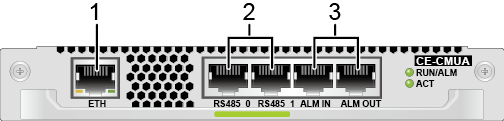 1 2 3
CE-CMUA
RUN/ALM
ACT
ETH RS485 0 RS485 1 ALM IN ALM OUT